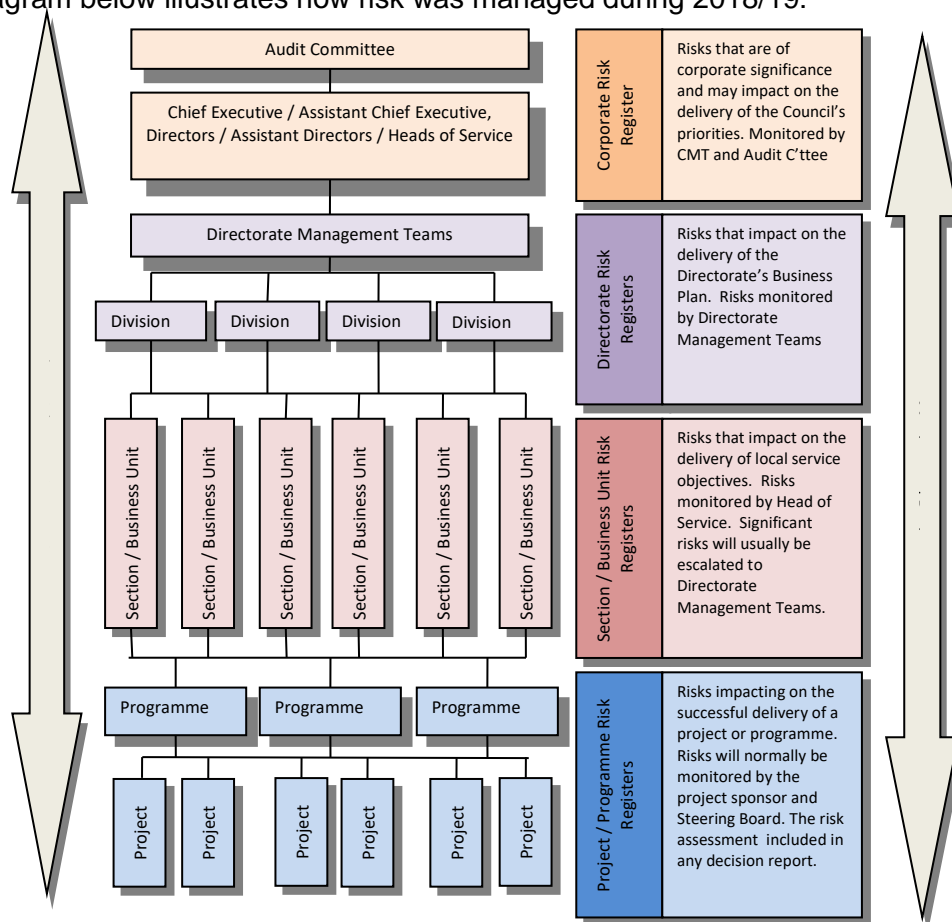 agram below illustrates how risk was managed during 2018/19.
Audit Committee
Chief Executive / Assistant Chief Executive,
Directors / Assistant Directors / Heads of Service
Corporate Risk
Register
Risks that are of
corporate significance
and may impact on the
delivery of the Council's
priorities. Monitored by
CMT and Audit C'ttee
Directorate Management Teams
Division
Division
Division
Division
Directorate Risk
Registers
Risks that impact on the
delivery of the
Directorate's Business
Plan.  Risks monitored
by Directorate
Management Teams
Section / Business Unit
Section / Business Unit
Section / Business Unit
Section / Business Unit
Section / Business Unit
Section / Business Unit
Section / Business Unit Risk
Registers
Risks that impact on the
delivery of local service
objectives.  Risks
monitored by Head of
Service.  Significant
risks will usually be
escalated to
Directorate
Management Teams.
Programme
Programme
Programme
Project
Project
Project
Project
Project
Project
Project / Programme Risk
Registers
Risks impacting on the
successful delivery of a
project or programme.
Risks will normally be
monitored by the
project sponsor and
Steering Board. The risk
assessment  included in
any decision report.